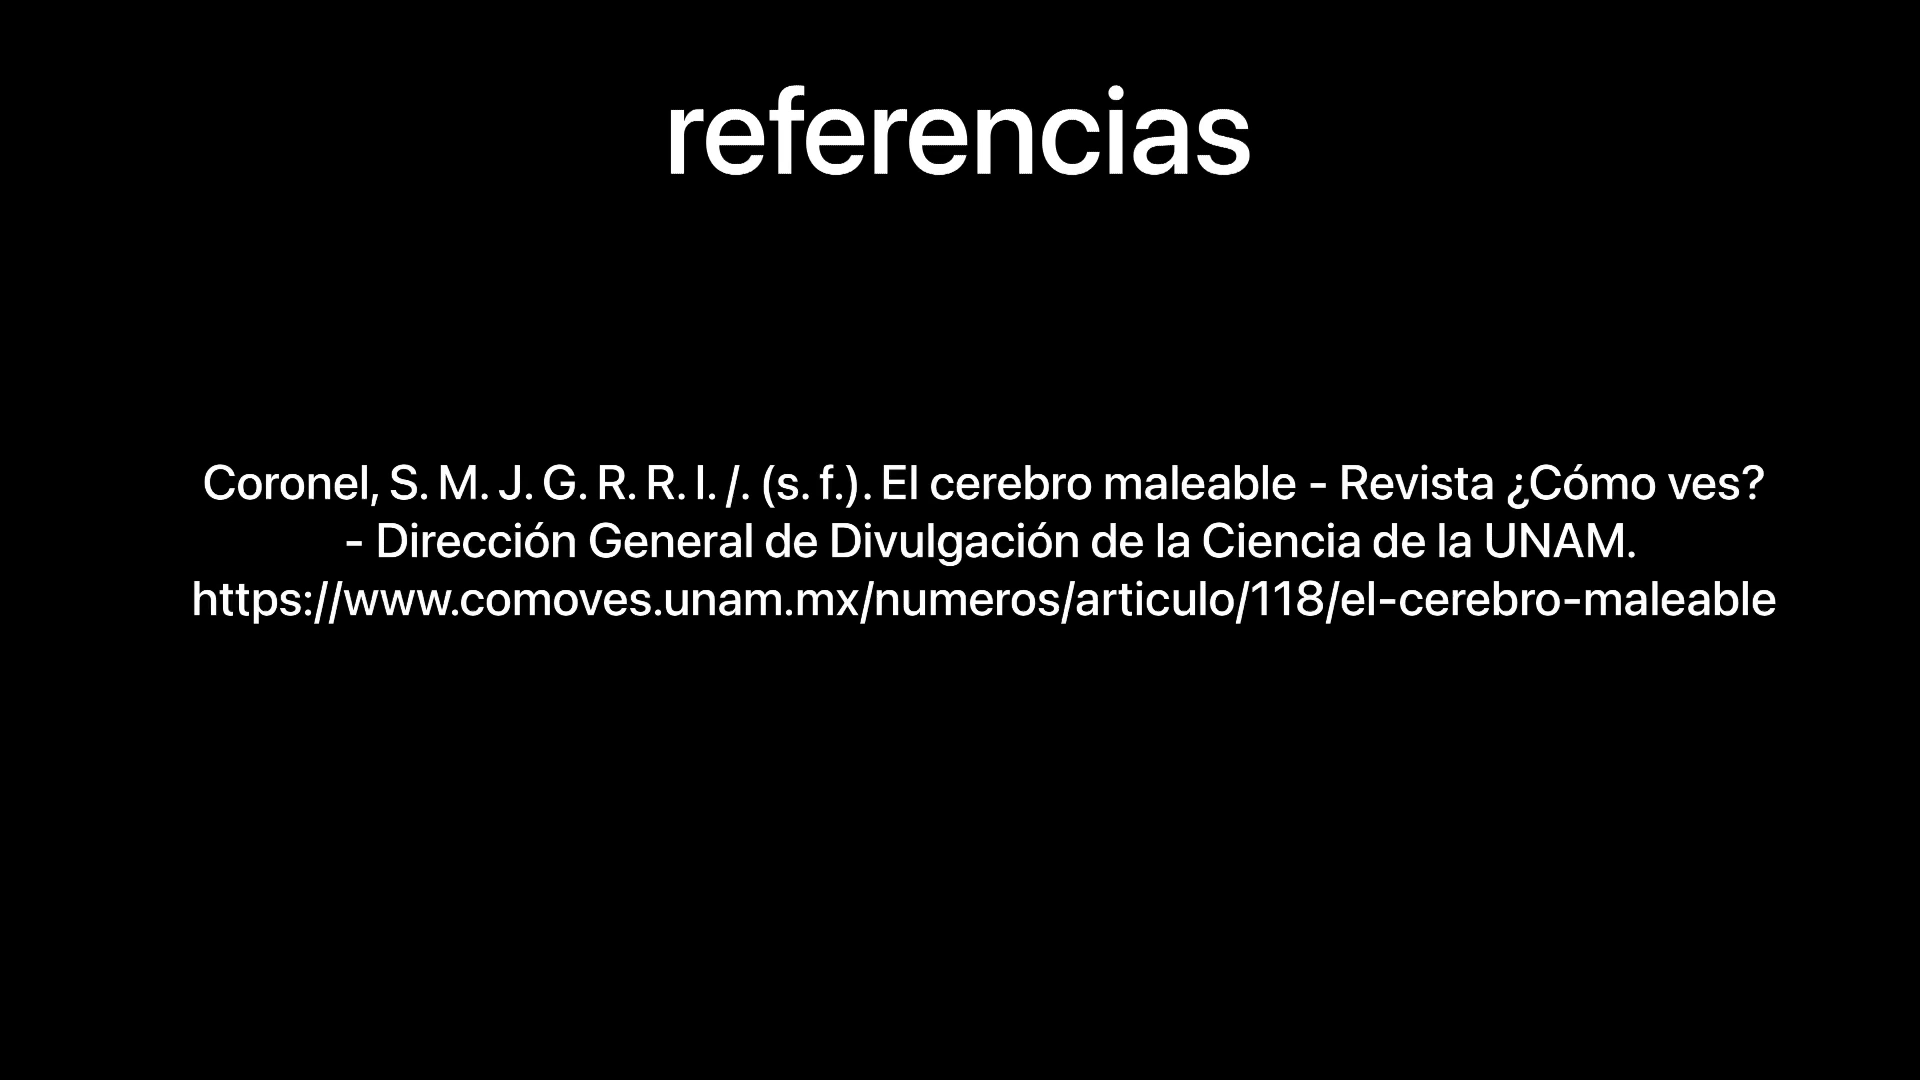 referencias
Coronel, S. M. J. G. R. R. I. /. (s. f.). El cerebro maleable - Revista ¿Cómo ves?
- Dirección General de Divulgación de la Ciencia de la UNAM.
https://www.comoves.unam.mx/numeros/articulo/118/el-cerebro-maleable